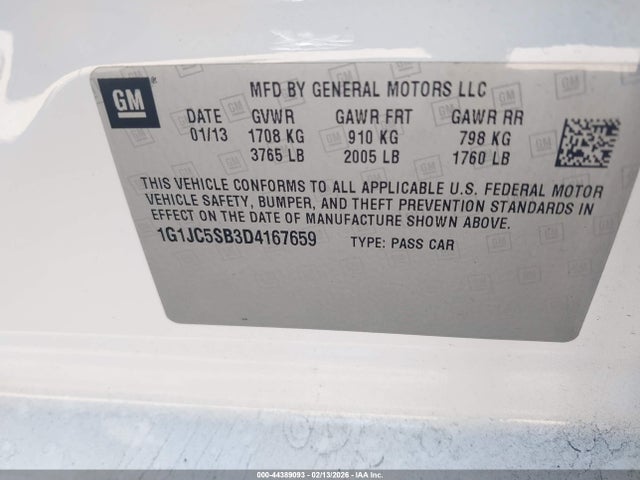 GM
®
MFD BY GENERAL MOTORS LLC
DATE GVWR GAWR FRT GAWR RR
01/13 1708 KG 910 KG 798 KG
3765 LB 2005 LB 1760 LB
THIS VEHICLE CONFORMS TO ALL APPLICABLE U.S. FEDERAL MOTOR
VEHICLE SAFETY, BUMPER, AND THEFT PREVENTION STANDARDS IN
EFFECT ON THE DATE OF MANUFACTURE SHOWN ABOVE.
1G1JC5SB3D4167659 TYPE: PASS CAR
000-44389093 - 02/13/2026 - © IAA Inc.